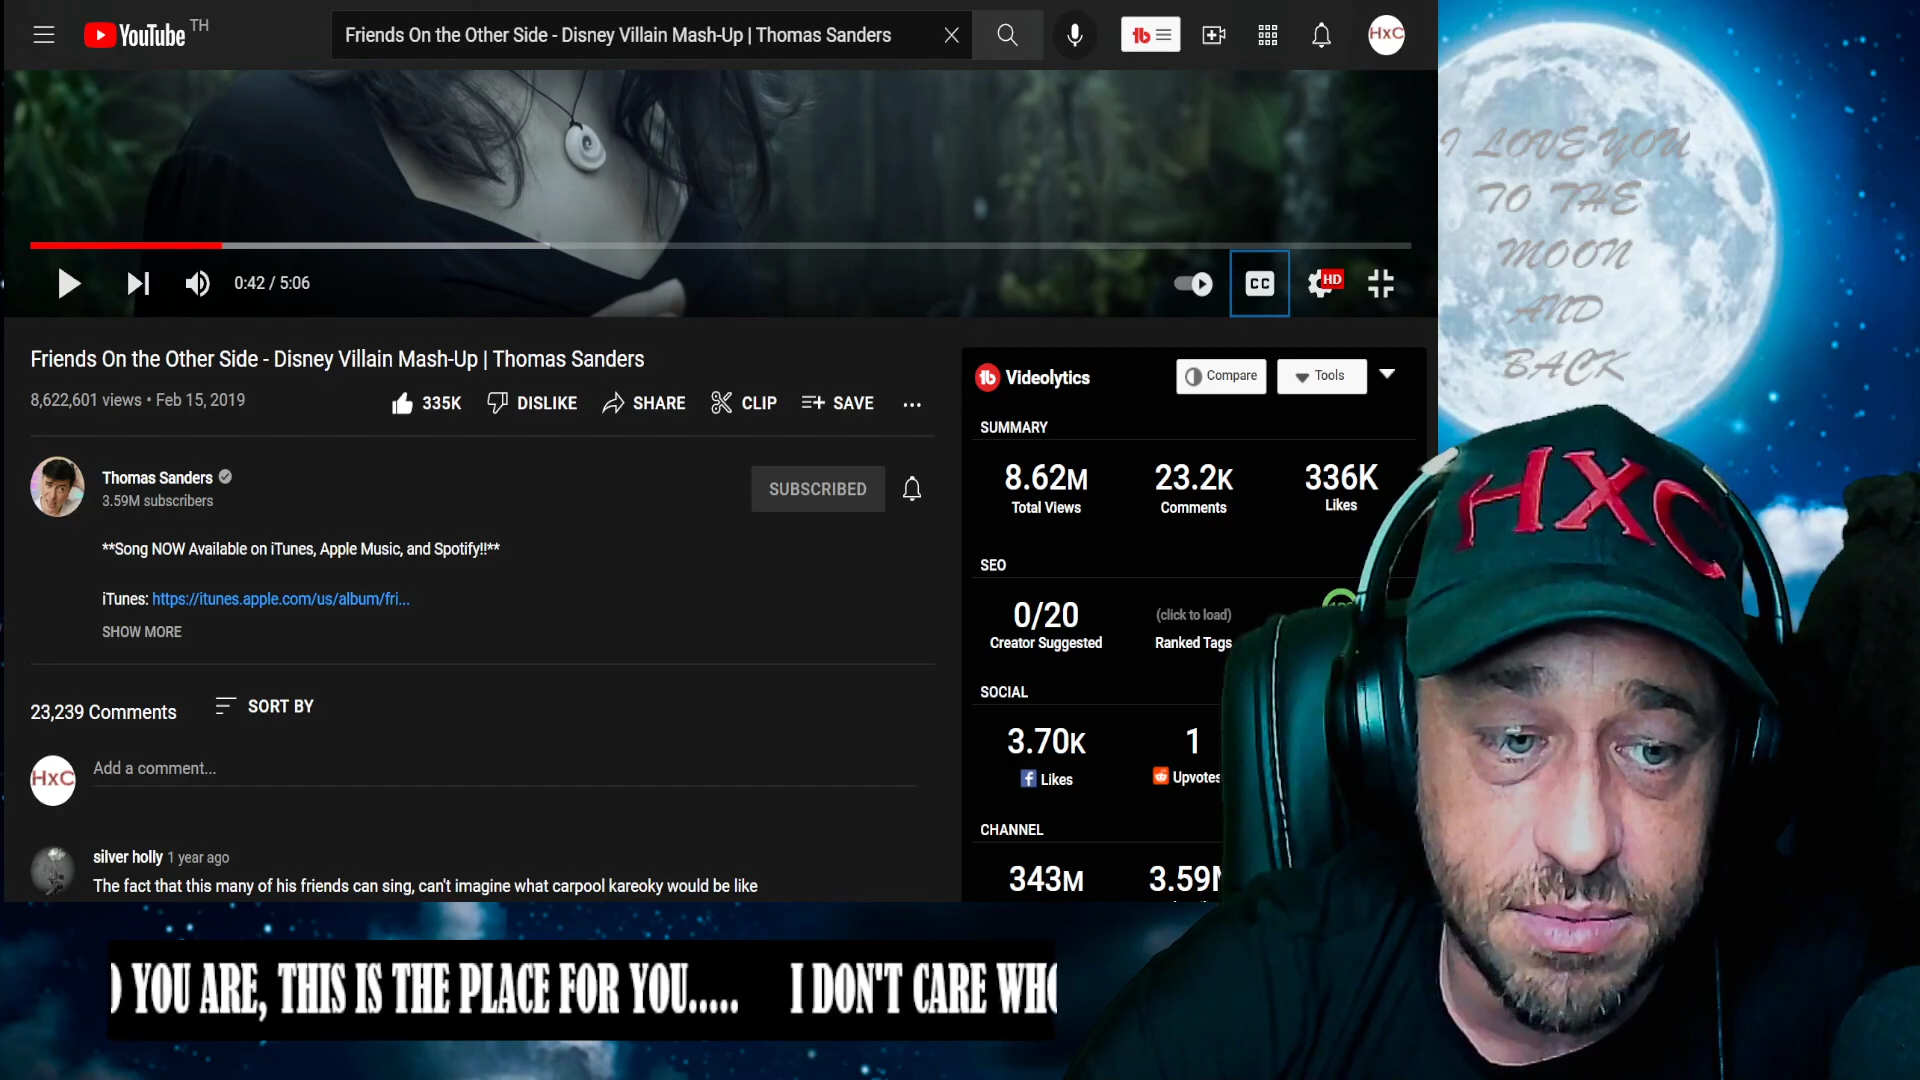 YouTube TH
Friends On the Other Side - Disney Villain Mash-Up | Thomas Sanders
HxC
0:42 / 5:06
CC
HD
Friends On the Other Side - Disney Villain Mash-Up | Thomas Sanders
8,622,601 views • Feb 15, 2019
335K
DISLIKE
SHARE
CLIP
SAVE
Thomas Sanders
3.59M subscribers
SUBSCRIBED
**Song NOW Available on iTunes, Apple Music, and Spotify!!**
iTunes: https://itunes.apple.com/us/album/fri...
SHOW MORE
23,239 Comments
SORT BY
HxC
Add a comment...
silver holly 1 year ago
The fact that this many of his friends can sing, can't imagine what carpool kareoky would be like
Videolytics
Compare
Tools
SUMMARY
8.62M
Total Views
23.2K
Comments
336K
Likes
SEO
0/20
Creator Suggested
(click to load)
Ranked Tags
SOCIAL
3.70K
Likes
1
Upvotes
CHANNEL
343M
3.59
I LOVE YOU
TO THE
MOON
AND
BACK
HXC
YOU ARE, THIS IS THE PLACE FOR YOU..... I DON'T CARE WHO